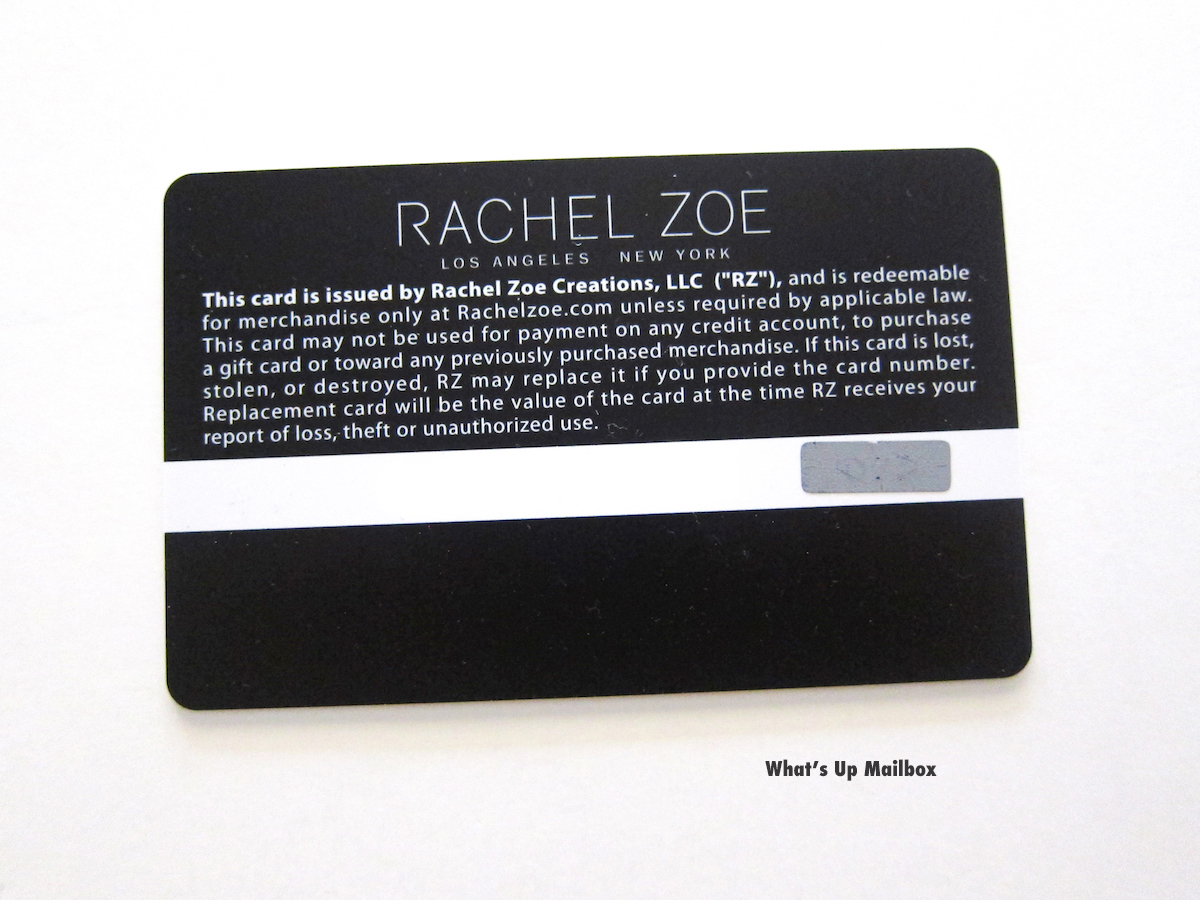 RACHEL ZOE
LOS ANGELES NEW YORK
This card is issued by Rachel Zoe Creations, LLC ("RZ"), and is redeemable
for merchandise only at Rachelzoe.com unless required by applicable law.
This card may not be used for payment on any credit account, to purchase
a gift card or toward any previously purchased merchandise. If this card is lost,
stolen, or destroyed, RZ may replace it if you provide the card number.
Replacement card will be the value of the card at the time RZ receives your
report of loss, theft or unauthorized use.
What's Up Mailbox